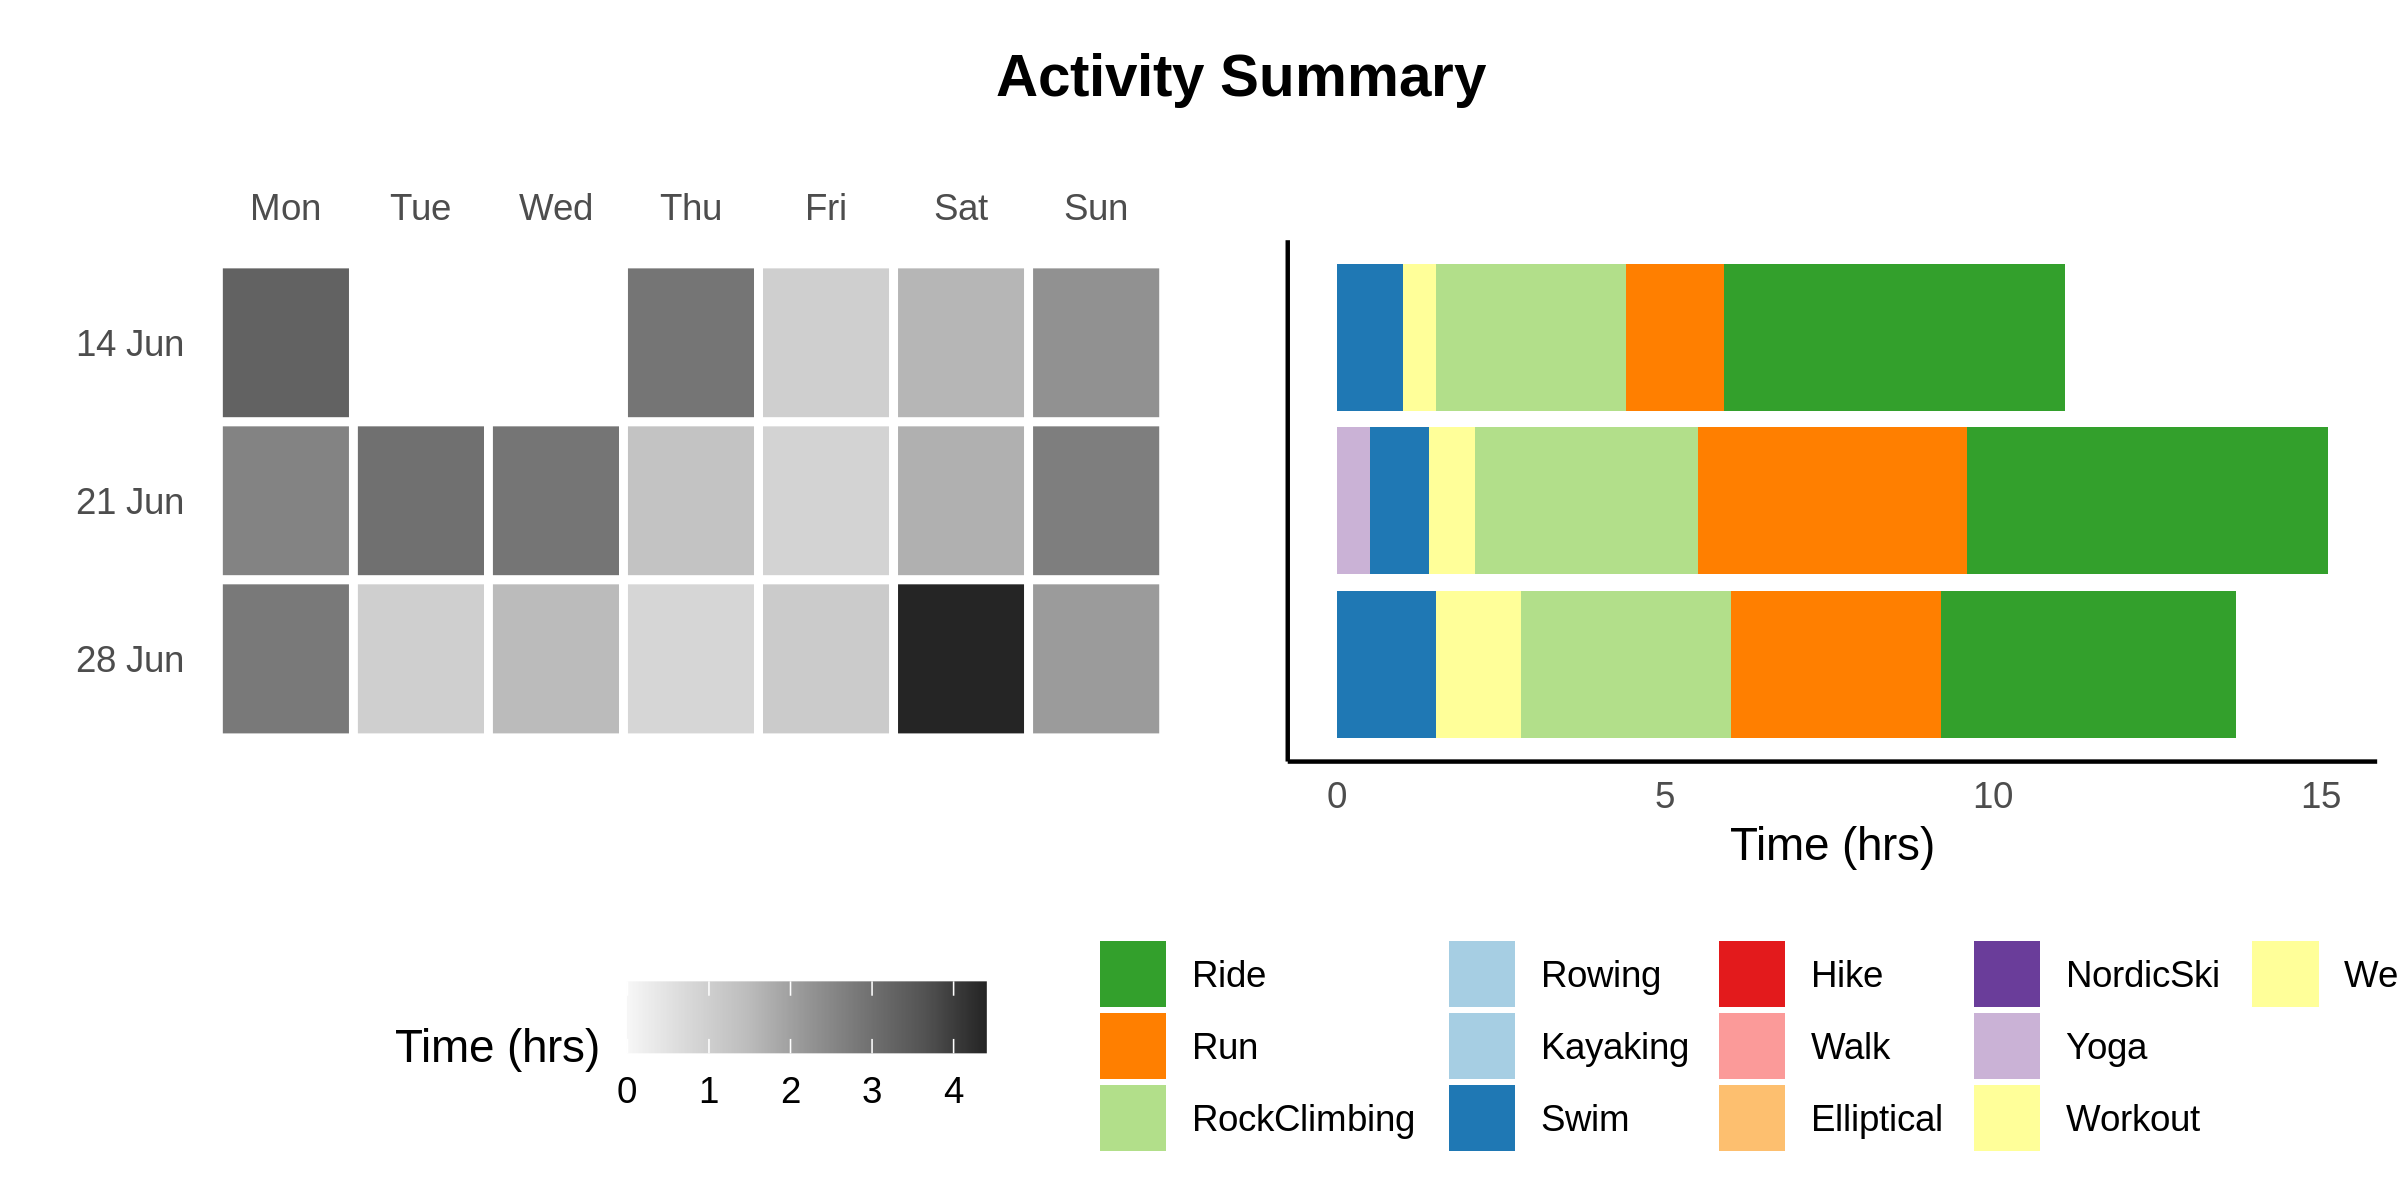 Activity Summary
Mon Tue Wed Thu Fri Sat Sun
14 Jun
21 Jun
28 Jun
0 5 10 15
Time (hrs)
Time (hrs)
0 1 2 3 4
Ride Rowing Hike NordicSki We
Run Kayaking Walk Yoga
RockClimbing Swim Elliptical Workout